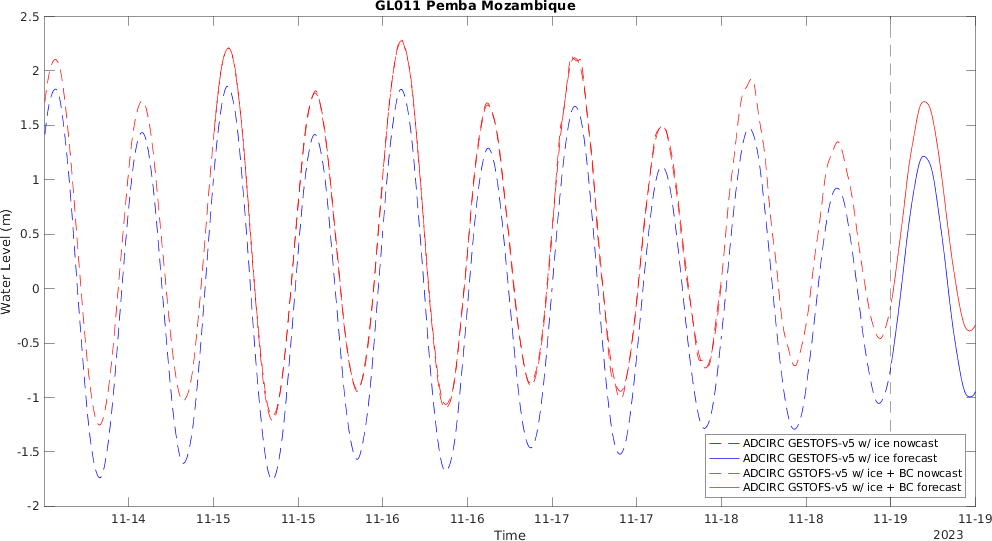 GL011 Pemba Mozambique
2.5
2
1.5
1
0.5
0
-0.5
-1
-1.5
-2
Water Level (m)
ADCIRC GESTOFS-v5 w/ ice nowcast
ADCIRC GESTOFS-v5 w/ ice forecast
ADCIRC GSTOFS-v5 w/ ice + BC nowcast
ADCIRC GSTOFS-v5 w/ ice + BC forecast
11-14 11-15 11-15 11-16 11-16 11-17 11-17 11-18 11-18 11-19 11-19
Time
2023